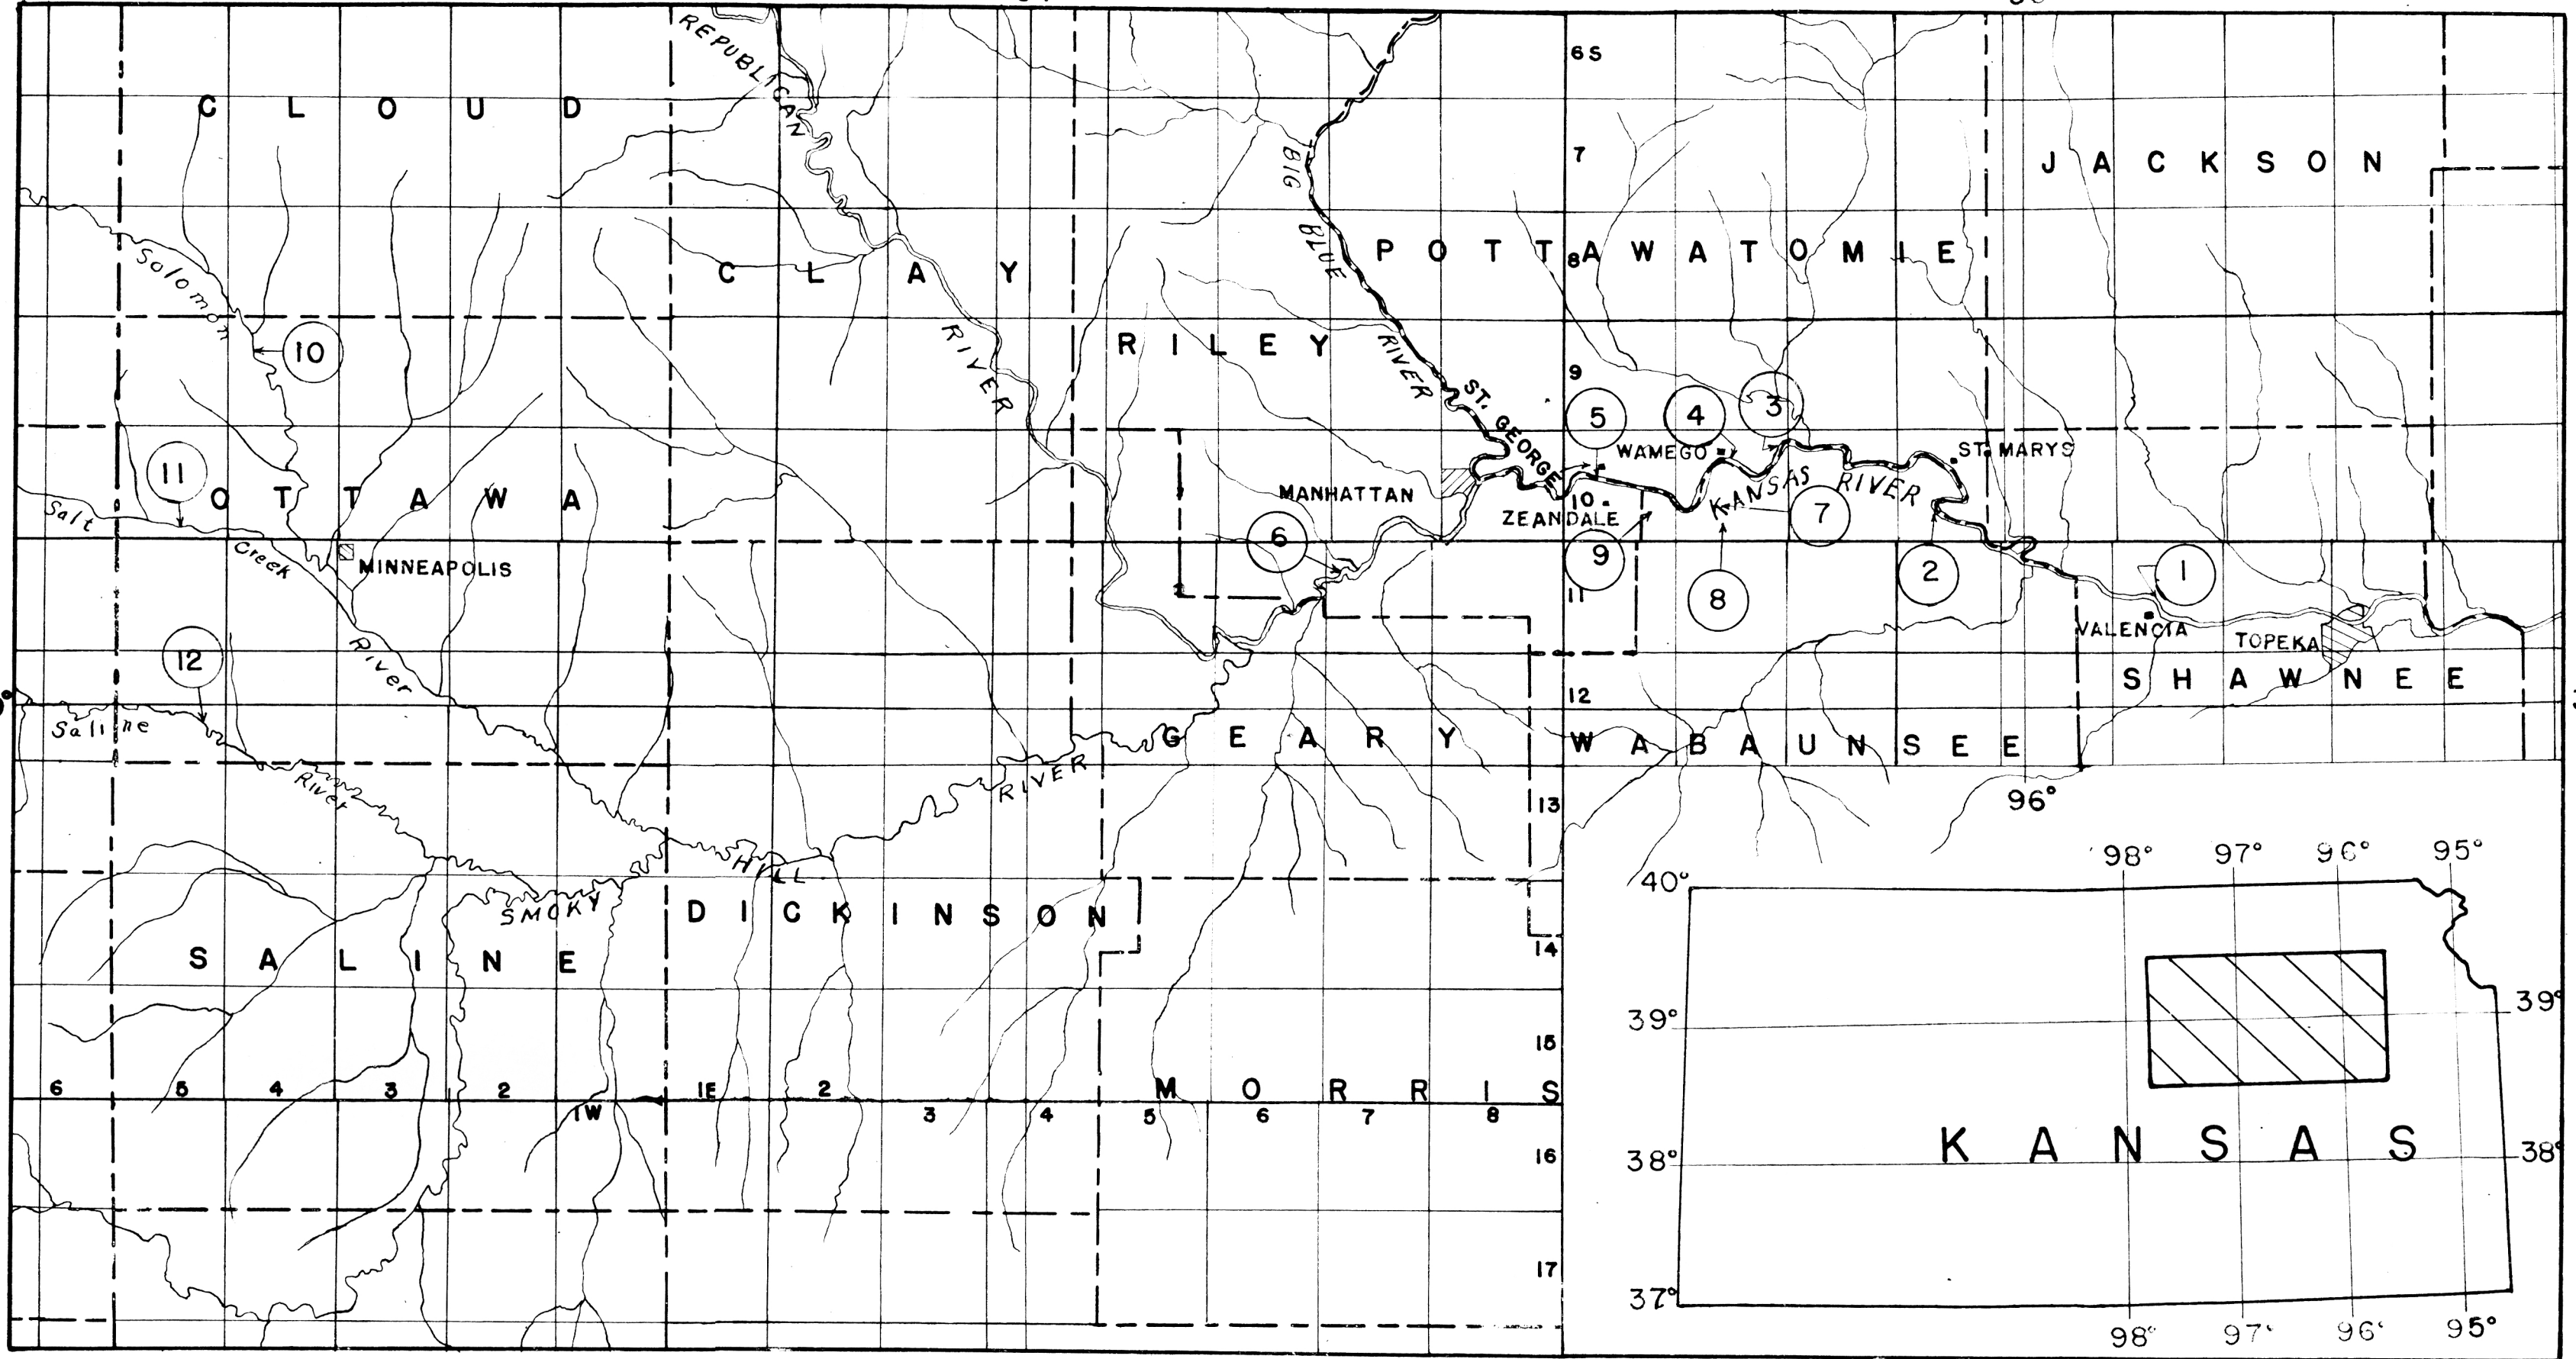 REPUBLICAN
RIVER
6S
CLOUD
7
JACKSON
BIG
BLUE
RIVER
POTTAWATOMIE
8
CLAY
Solomon
RILEY
10
9
ST. GEORGE
5
4
3
WAMEGO
ST. MARYS
11
OTTAWA
MANHATTAN
10
KANSAS RIVER
ZEANDALE
7
Salt
Creek
6
9
2
1
MINNEAPOLIS
11
8
VALENCIA
TOPEKA
12
River
SHAWNEE
12
Saline
River
GEARY
WABAUNSEE
RIVER
13
96°
HILL
SMOKY
DICKINSON
98° 97° 96° 95°
40°
SALINE
14
39°
39°
15
6 5 4 3 2 1W 1E 2 3 4 5 6 7 8
MORRIS
KANSAS
16
38°
38°
17
37°
98° 97° 96° 95°